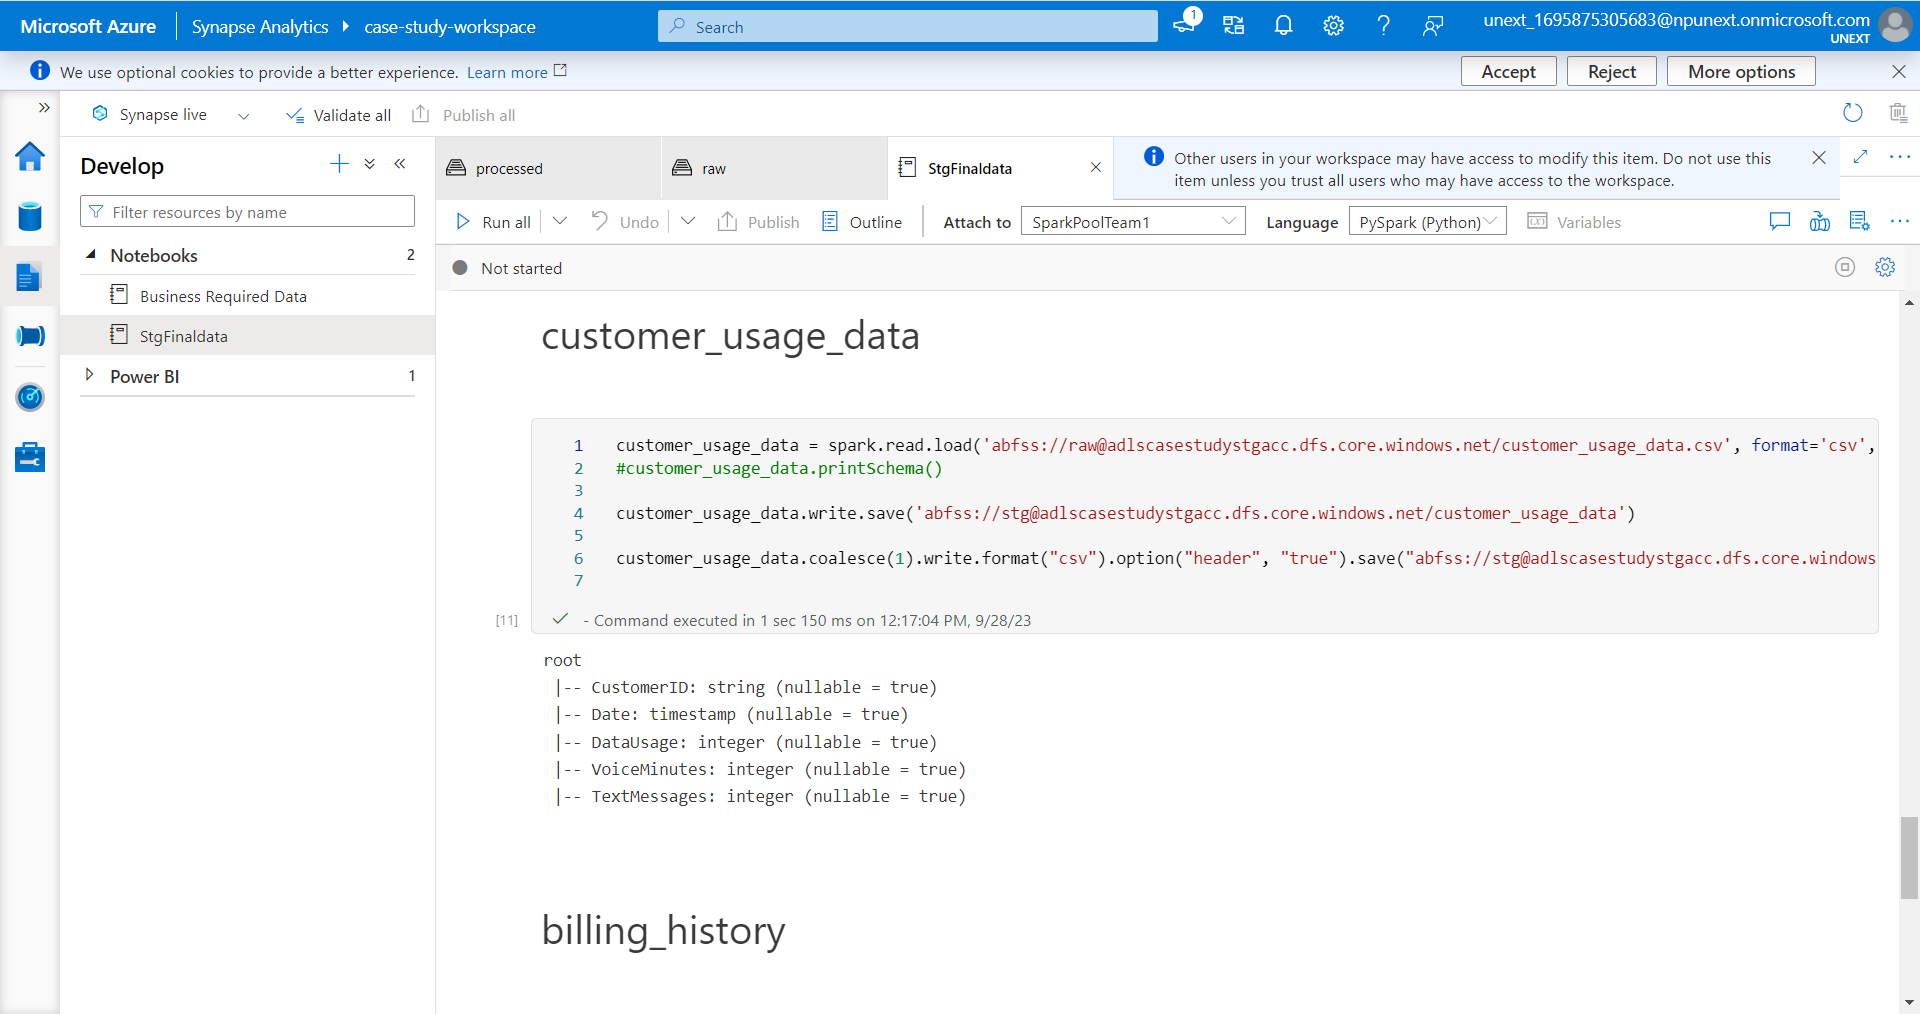 Microsoft Azure
Synapse Analytics
case-study-workspace
Search
1
unext_1695875305683@npunext.onmicrosoft.com
UNEXT
We use optional cookies to provide a better experience. Learn more
Accept
Reject
More options
Synapse live
Validate all
Publish all
Develop
Filter resources by name
Notebooks
2
Business Required Data
StgFinaldata
Power BI
1
processed
raw
StgFinaldata
Other users in your workspace may have access to modify this item. Do not use this
item unless you trust all users who may have access to the workspace.
Run all
Undo
Publish
Outline
Attach to
SparkPoolTeam1
Language
PySpark (Python)
Variables
Not started
customer_usage_data
1 customer_usage_data = spark.read.load('abfss://raw@adlscasestudystgacc.dfs.core.windows.net/customer_usage_data.csv', format='csv',
2 #customer_usage_data.printSchema()
3
4 customer_usage_data.write.save('abfss://stg@adlscasestudystgacc.dfs.core.windows.net/customer_usage_data')
5
6 customer_usage_data.coalesce(1).write.format("csv").option("header", "true").save("abfss://stg@adlscasestudystgacc.dfs.core.windows
7
[11]
- Command executed in 1 sec 150 ms on 12:17:04 PM, 9/28/23
root
|-- CustomerID: string (nullable = true)
|-- Date: timestamp (nullable = true)
|-- DataUsage: integer (nullable = true)
|-- VoiceMinutes: integer (nullable = true)
|-- TextMessages: integer (nullable = true)
billing_history